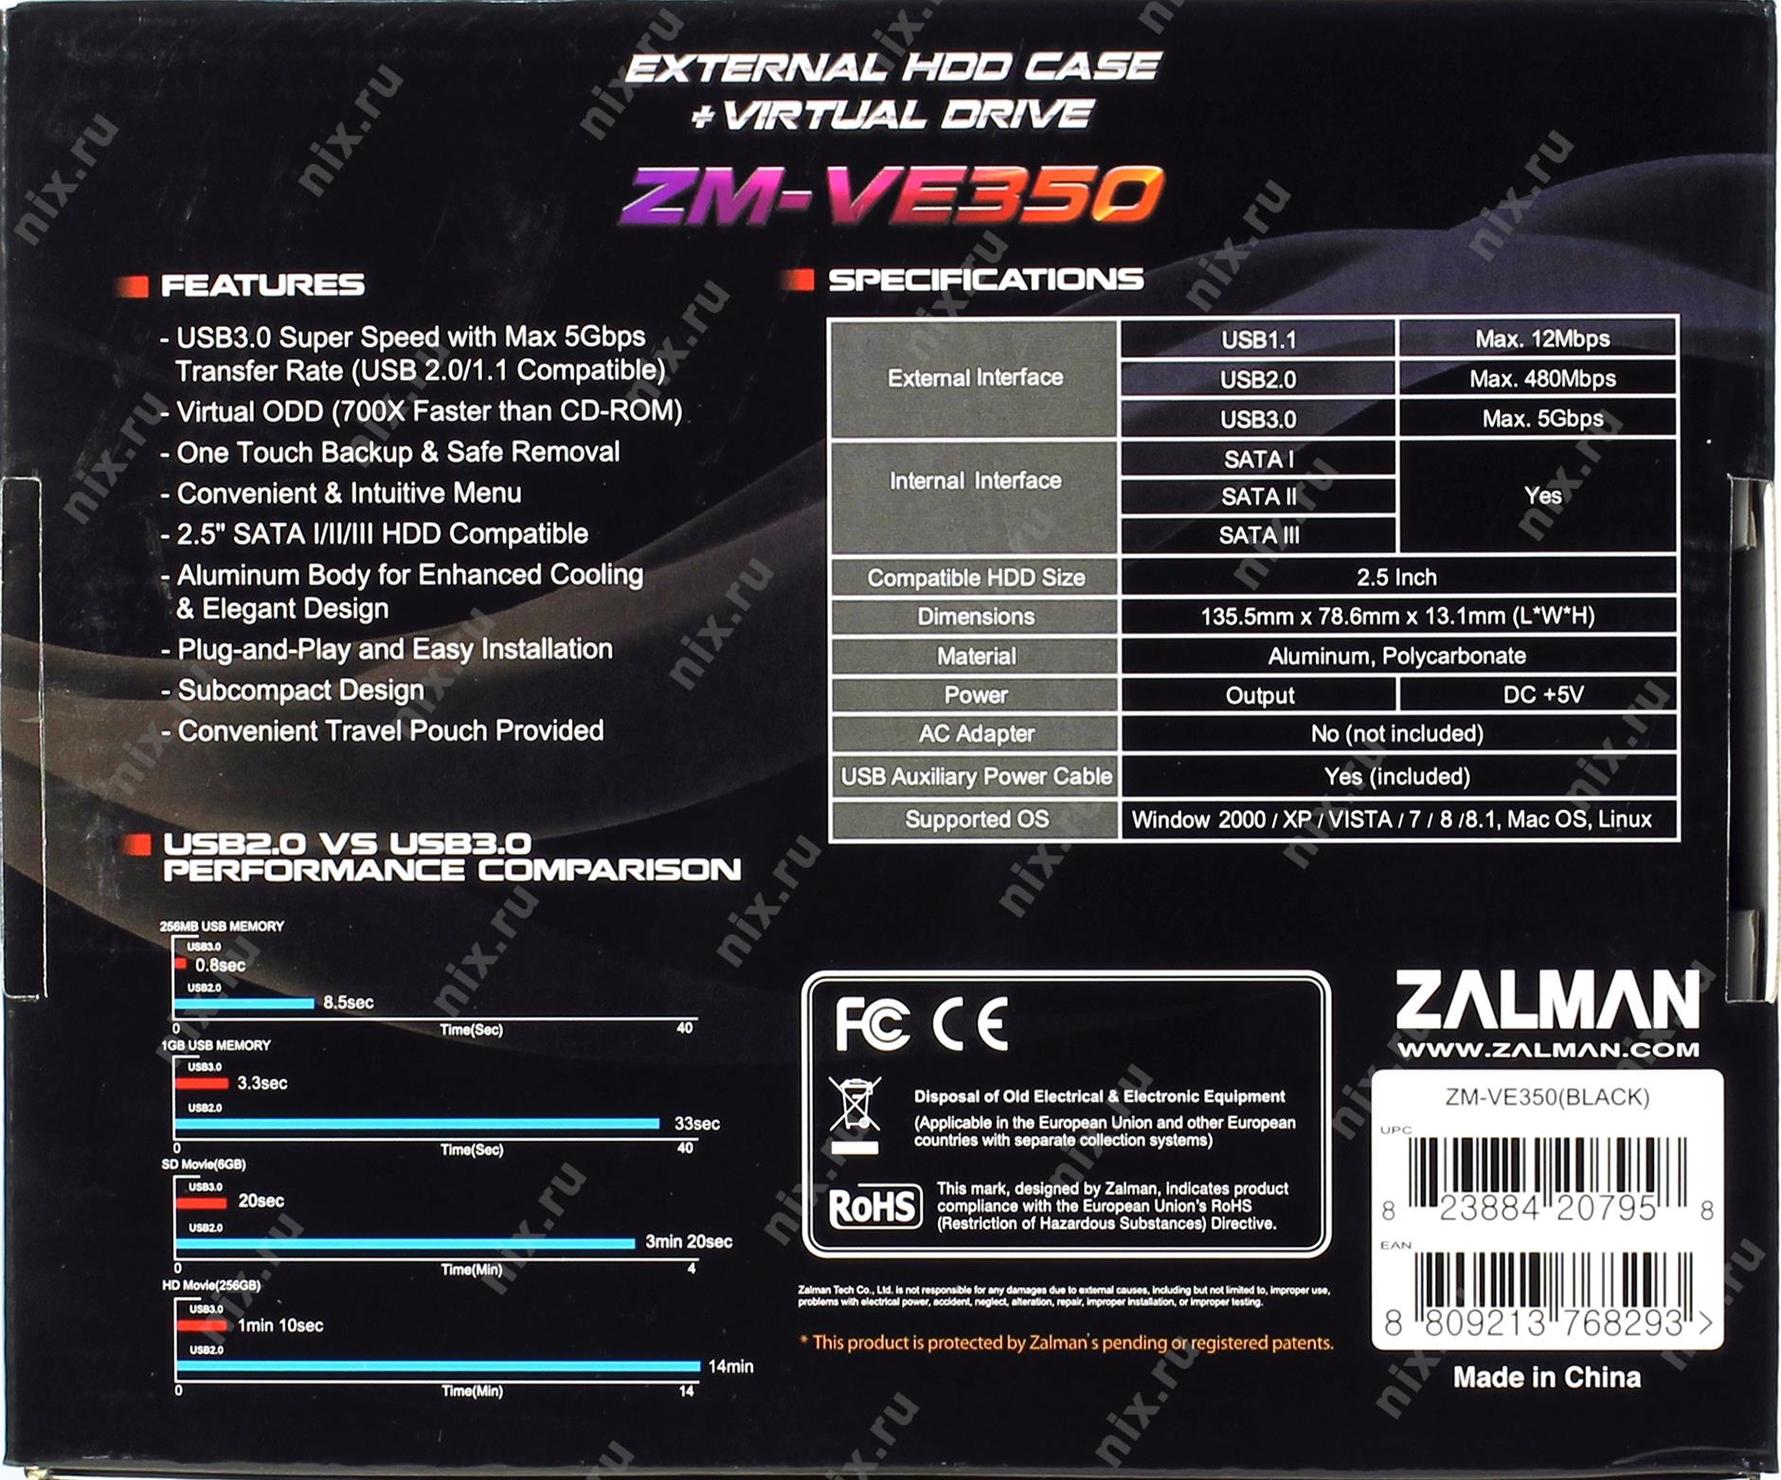 EXTERNAL HDD CASE
+ VIRTUAL DRIVE
ZM-VE350
FEATURES
- USB3.0 Super Speed with Max 5Gbps
Transfer Rate (USB 2.0/1.1 Compatible)
- Virtual ODD (700X Faster than CD-ROM)
- One Touch Backup & Safe Removal
- Convenient & Intuitive Menu
- 2.5" SATA I/II/III HDD Compatible
- Aluminum Body for Enhanced Cooling
& Elegant Design
- Plug-and-Play and Easy Installation
- Subcompact Design
- Convenient Travel Pouch Provided
SPECIFICATIONS
External Interface
USB1.1 Max. 12Mbps
USB2.0 Max. 480Mbps
USB3.0 Max. 5Gbps
Internal Interface
SATA I
SATA II Yes
SATA III
Compatible HDD Size 2.5 Inch
Dimensions 135.5mm x 78.6mm x 13.1mm (L*W*H)
Material Aluminum, Polycarbonate
Power Output DC +5V
AC Adapter No (not included)
USB Auxiliary Power Cable Yes (included)
Supported OS Window 2000 / XP / VISTA / 7 / 8 /8.1, Mac OS, Linux
USB2.0 VS USB3.0
PERFORMANCE COMPARISON
256MB USB MEMORY
USB3.0
0.8sec
USB2.0
8.5sec
0 Time(Sec) 40
1GB USB MEMORY
USB3.0
3.3sec
USB2.0
33sec
0 Time(Sec) 40
SD Movie(6GB)
USB3.0
20sec
USB2.0
3min 20sec
0 Time(Min) 4
HD Movie(256GB)
USB3.0
1min 10sec
USB2.0
14min
0 Time(Min) 14
FC CE
Disposal of Old Electrical & Electronic Equipment
(Applicable in the European Union and other European
countries with separate collection systems)
RoHS
This mark, designed by Zalman, indicates product
compliance with the European Union's RoHS
(Restriction of Hazardous Substances) Directive.
Zalman Tech Co., Ltd. is not responsible for any damages due to external causes, including but not limited to, improper use,
problems with electrical power, accident, neglect, alteration, repair, improper installation, or improper testing.
* This product is protected by Zalman's pending or registered patents.
ZALMAN
WWW.ZALMAN.COM
ZM-VE350(BLACK)
UPC
8 23884 20795 8
EAN
8 809213 768293 >
Made in China
nix.ru